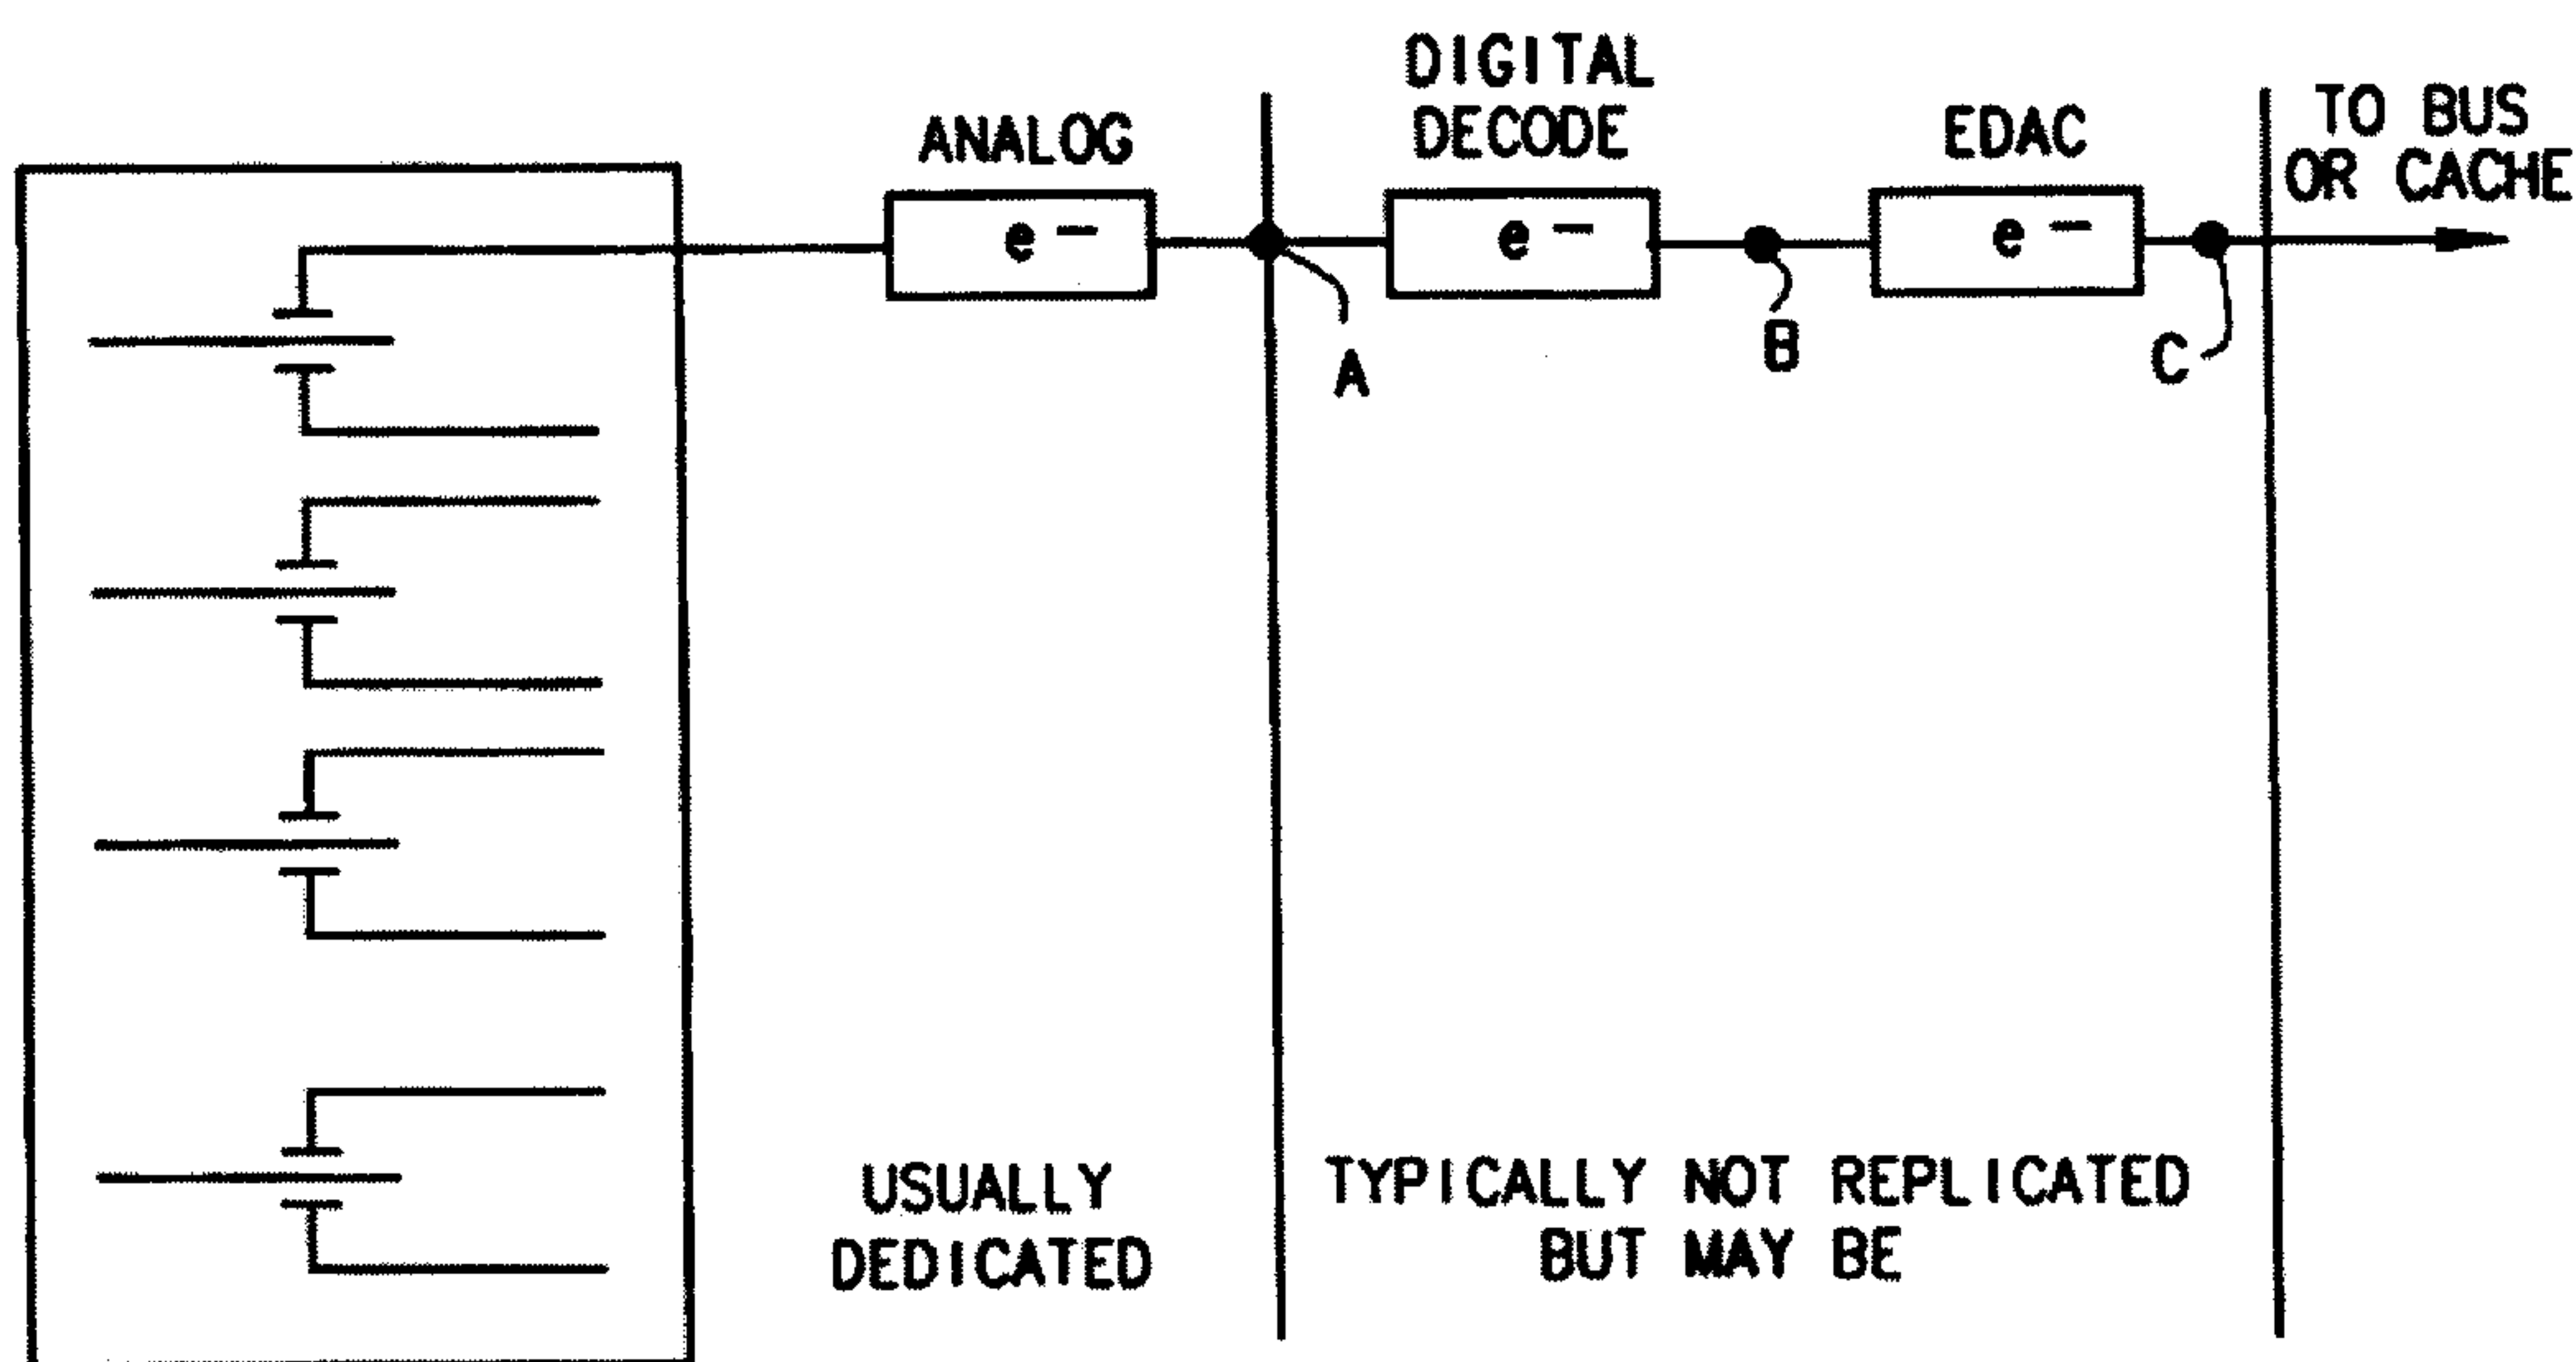 ANALOG
DIGITAL
DECODE
EDAC
TO BUS
OR CACHE
e -
e -
e -
A
B
C
USUALLY
DEDICATED
TYPICALLY NOT REPLICATED
BUT MAY BE